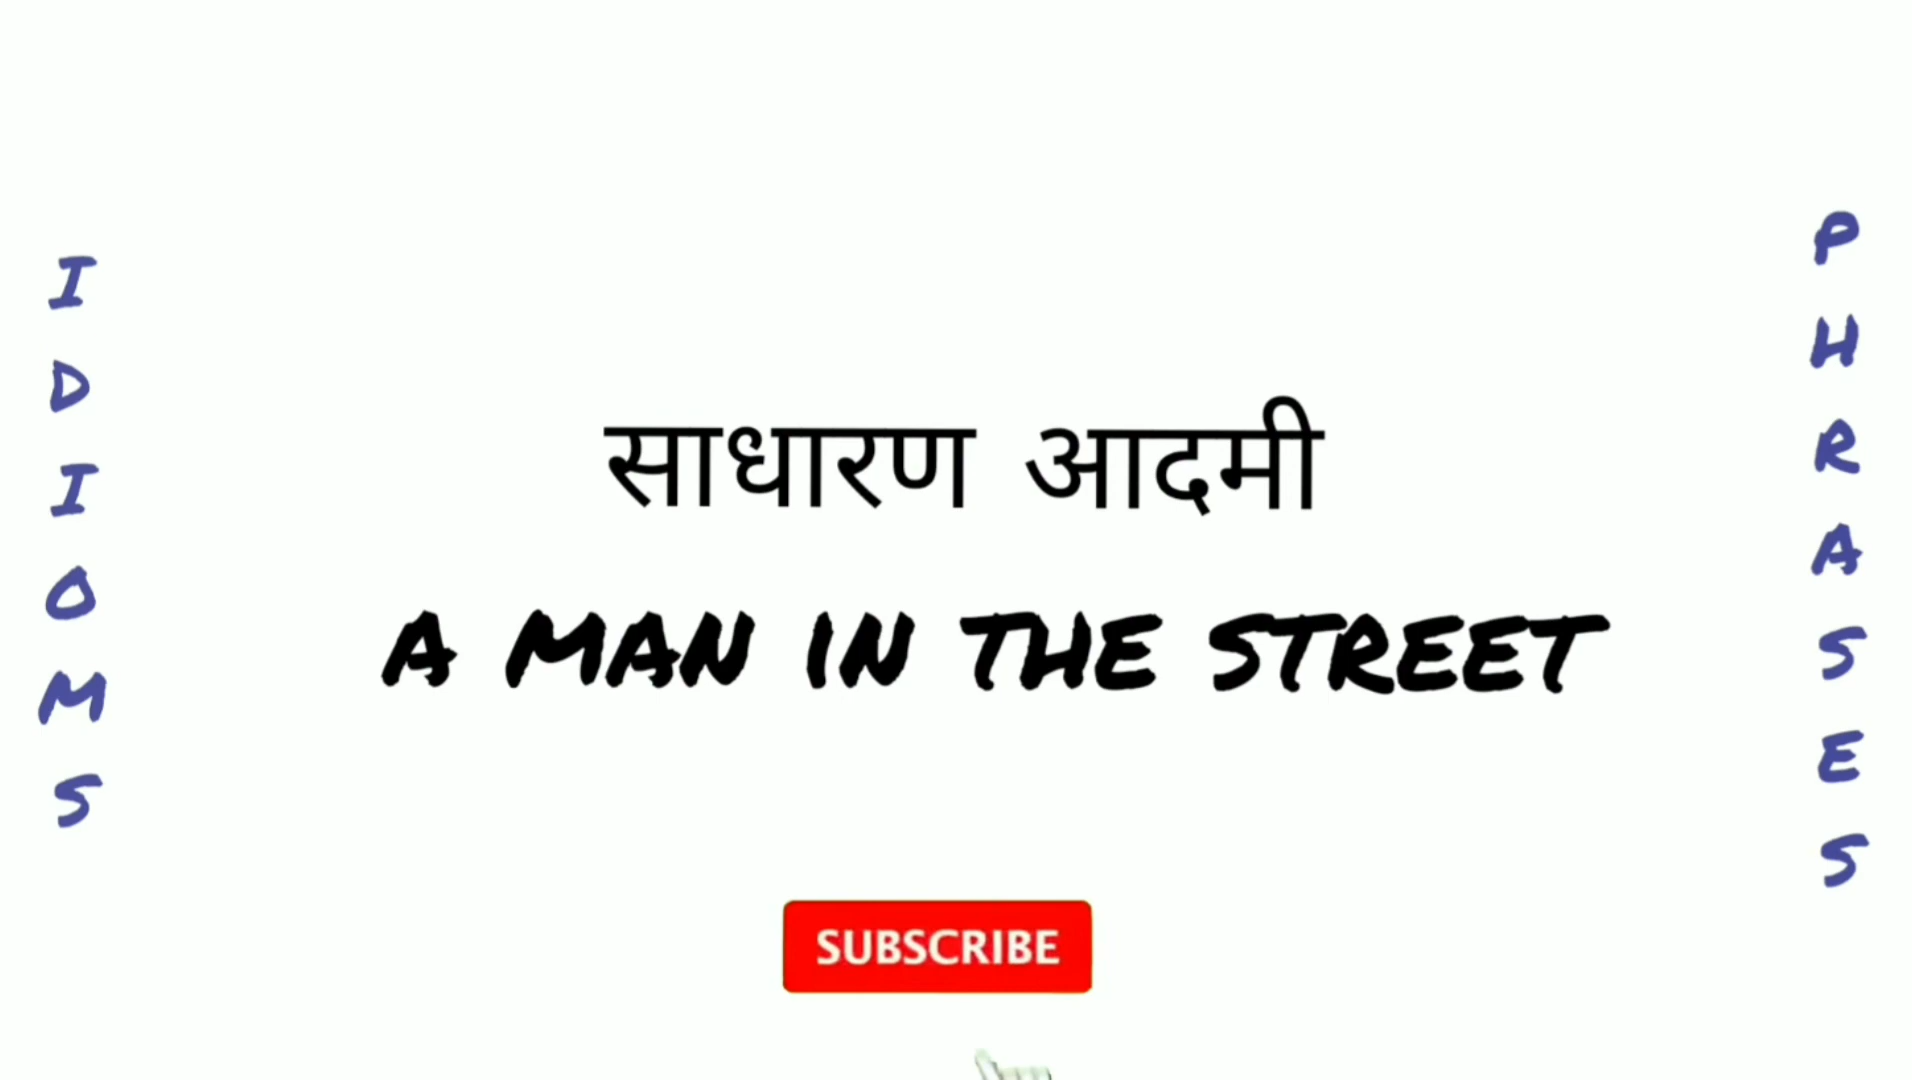 IDIOMS
PHRASES
साधारण आदमी
A MAN IN THE STREET
SUBSCRIBE